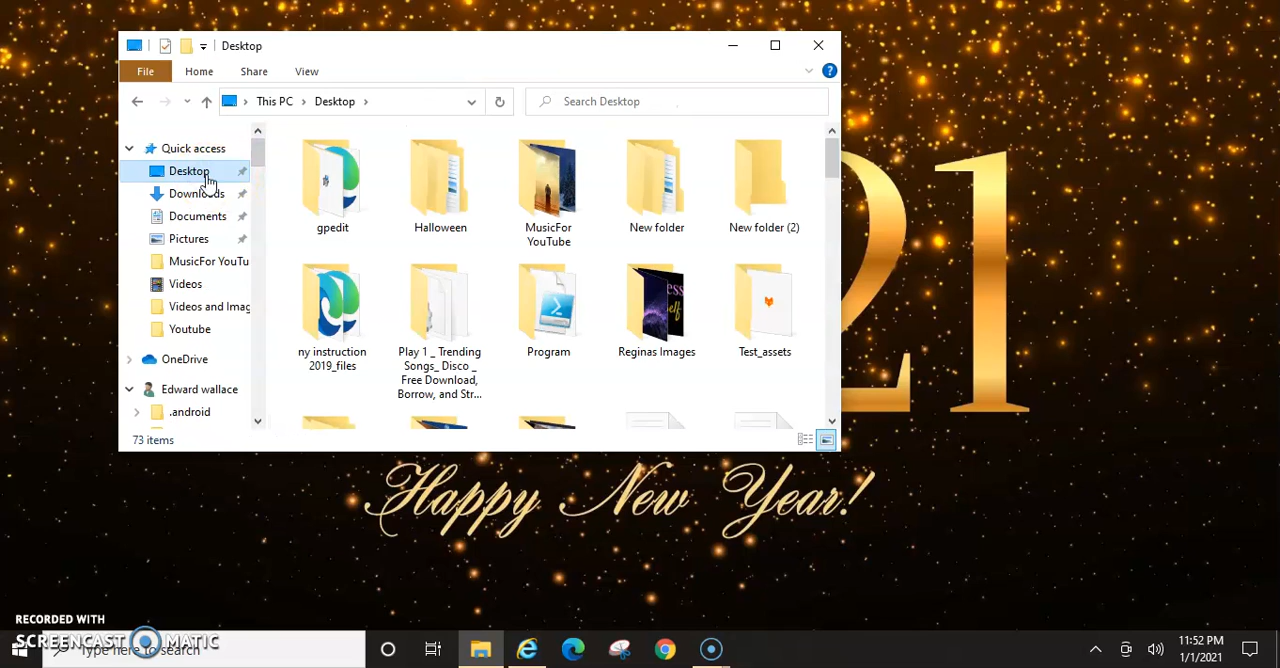 Desktop
File Home Share View
This PC > Desktop >
Search Desktop
Quick access
Desktop
Downloads
Documents
Pictures
MusicFor YouTu
Videos
Videos and Imag
Youtube
OneDrive
Edward wallace
.android
gpedit
Halloween
MusicFor
YouTube
New folder
New folder (2)
ny instruction
2019_files
Play 1 _ Trending
Songs_ Disco _
Free Download,
Borrow, and Str...
Program
Reginas Images
ess
elf
Test_assets
73 items
21
Happy New Year!
RECORDED WITH
SCREENCAST MATIC
Type here to search
11:52 PM
1/1/2021